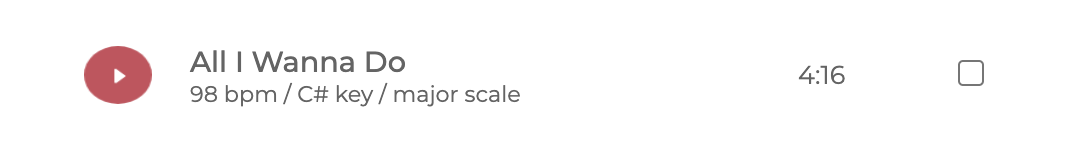 All I Wanna Do
98 bpm / C# key / major scale
4:16